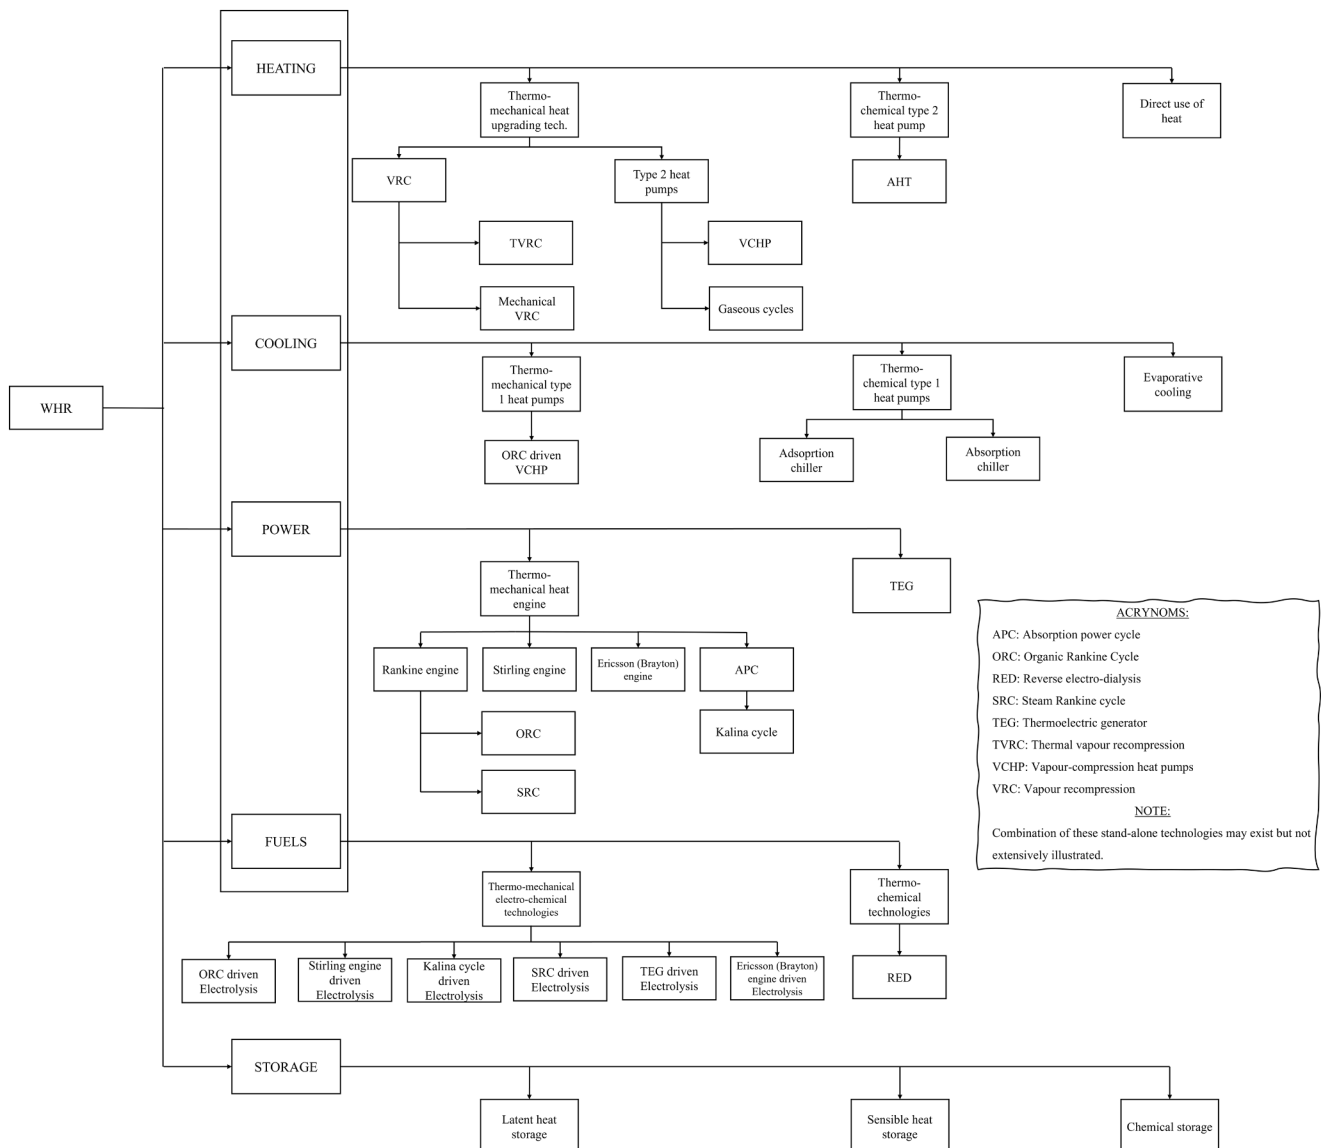 HEATING
Thermo-
mechanical heat
upgrading tech.
Thermo-
chemical type 2
heat pump
Direct use of
heat
VRC
Type 2 heat
pumps
AHT
TVRC
VCHP
Mechanical
VRC
Gaseous cycles
COOLING
Thermo-
mechanical type
1 heat pumps
Thermo-
chemical type 1
heat pumps
Evaporative
cooling
WHR
ORC driven
VCHP
Adsoprtion
chiller
Absorption
chiller
POWER
Thermo-
mechanical heat
engine
TEG
Rankine engine
Stirling engine
Ericsson (Brayton)
engine
APC
ORC
Kalina cycle
SRC
ACRYNOMS:
APC: Absorption power cycle
ORC: Organic Rankine Cycle
RED: Reverse electro-dialysis
SRC: Steam Rankine cycle
TEG: Thermoelectric generator
TVRC: Thermal vapour recompression
VCHP: Vapour-compression heat pumps
VRC: Vapour recompression
NOTE:
Combination of these stand-alone technologies may exist but not
extensively illustrated.
FUELS
Thermo-mechanical
electro-chemical
technologies
Thermo-
chemical
technologies
ORC driven
Electrolysis
Stirling engine
driven
Electrolysis
Kalina cycle
driven
Electrolysis
SRC driven
Electrolysis
TEG driven
Electrolysis
Ericsson (Brayton)
engine driven
Electrolysis
RED
STORAGE
Latent heat
storage
Sensible heat
storage
Chemical storage